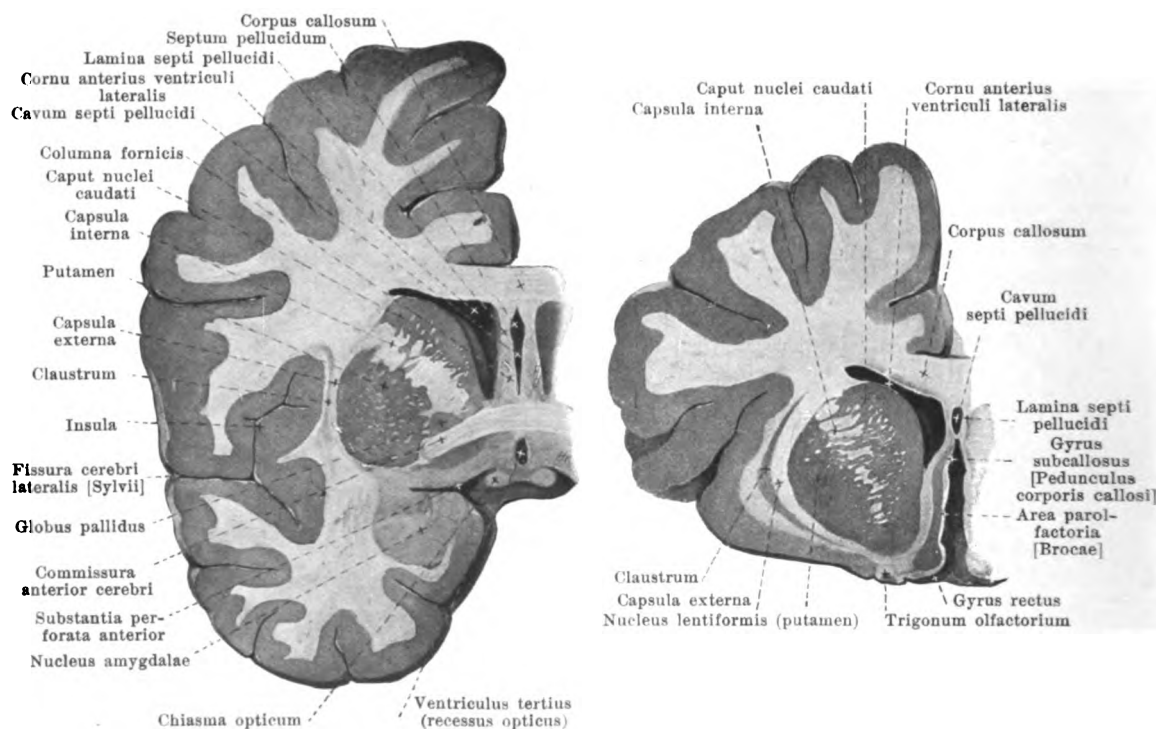 Corpus callosum
Septum pellucidum
Lamina septi pellucidi
Cornu anterius ventriculi
lateralis
Cavum septi pellucidi
Columna fornicis
Caput nuclei
caudati
Capsula
interna
Putamen
Capsula
externa
Claustrum
Insula
Fissura cerebri
lateralis [Sylvii]
Globus pallidus
Commissura
anterior cerebri
Substantia per-
forata anterior
Nucleus amygdalae
Chiasma opticum
Ventriculus tertius
(recessus opticus)
Caput nuclei caudati
Capsula interna
Cornu anterius
ventriculi lateralis
Corpus callosum
Cavum
septi pellucidi
Lamina septi
pellucidi
Gyrus
subcallosus
[Pedunculus
corporis callosi]
Area parol-
factoria
[Brocae]
Gyrus rectus
Trigonum olfactorium
Claustrum
Capsula externa
Nucleus lentiformis (putamen)